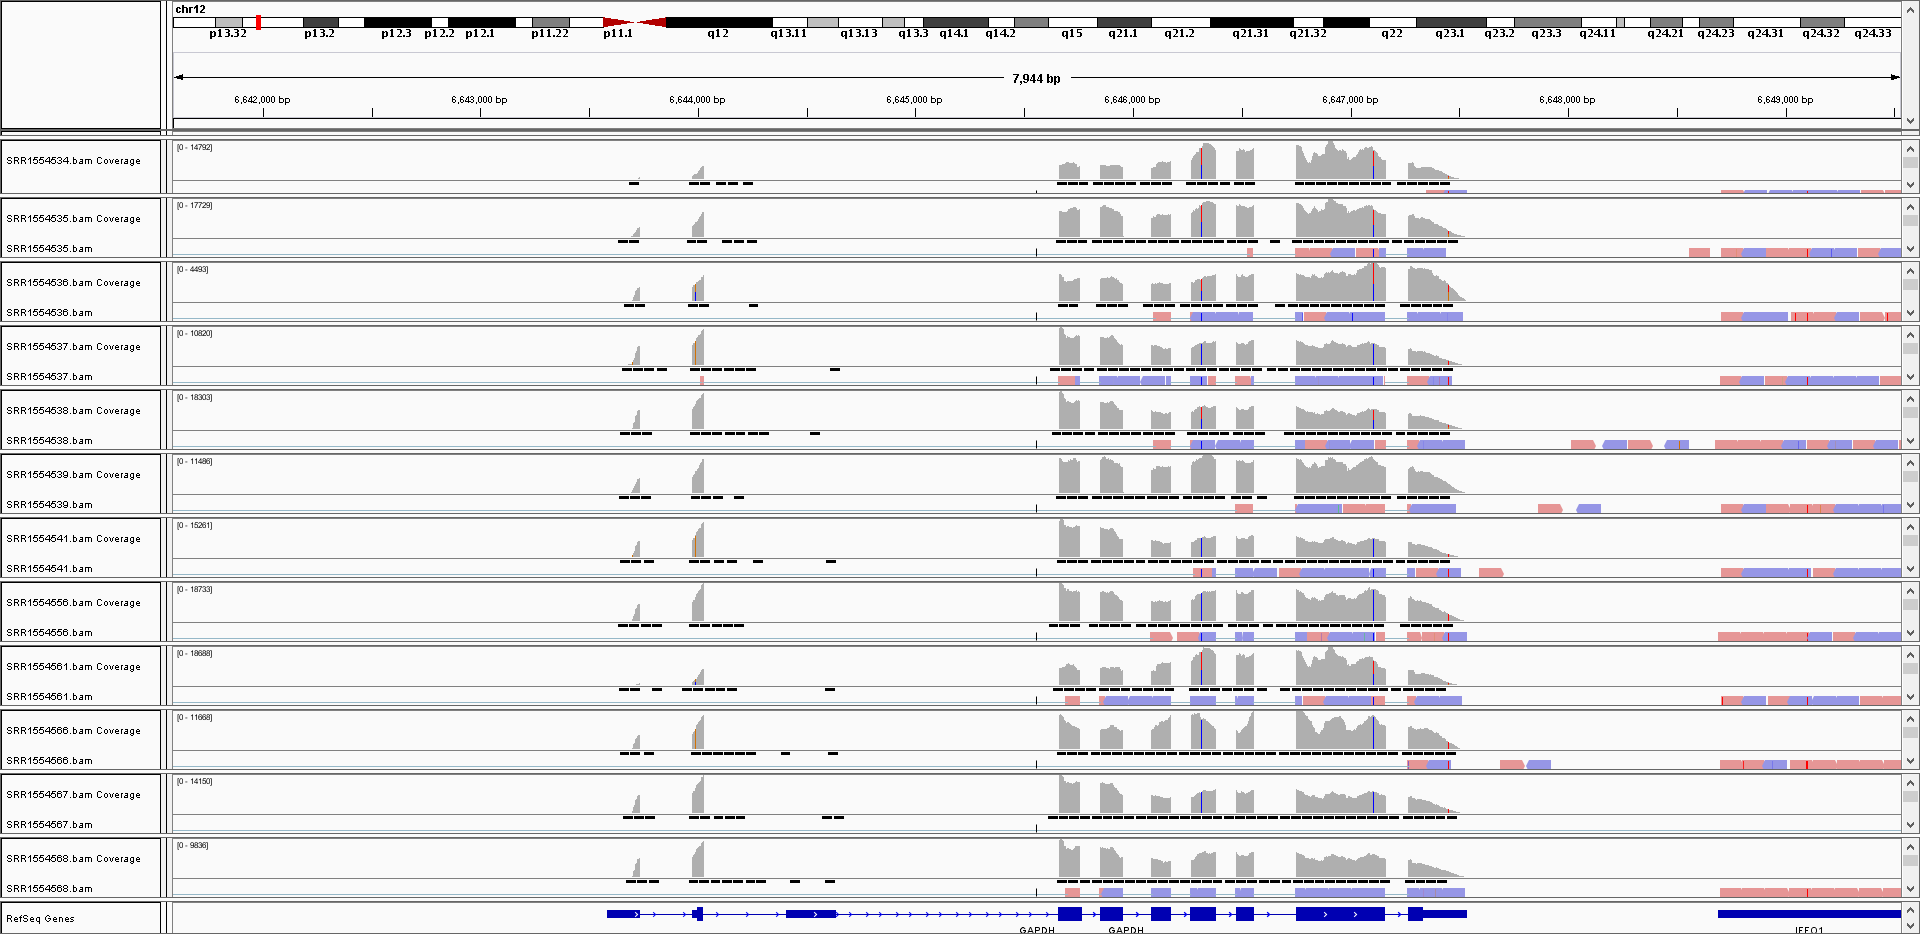 chr12
p13.32 p13.2 p12.3 p12.2 p12.1 p11.22 p11.1 q12 q13.11 q13.13 q13.3 q14.1 q14.2 q15 q21.1 q21.2 q21.31 q21.32 q22 q23.1 q23.2 q23.3 q24.11 q24.21 q24.23 q24.31 q24.32 q24.33
7,944 bp
6,642,000 bp 6,643,000 bp 6,644,000 bp 6,645,000 bp 6,646,000 bp 6,647,000 bp 6,648,000 bp 6,649,000 bp
[0 - 14792]
SRR1554534.bam Coverage
[0 - 17729]
SRR1554535.bam Coverage
SRR1554535.bam
[0 - 4493]
SRR1554536.bam Coverage
SRR1554536.bam
[0 - 10820]
SRR1554537.bam Coverage
SRR1554537.bam
[0 - 18303]
SRR1554538.bam Coverage
SRR1554538.bam
[0 - 11486]
SRR1554539.bam Coverage
SRR1554539.bam
[0 - 15261]
SRR1554541.bam Coverage
SRR1554541.bam
[0 - 18733]
SRR1554556.bam Coverage
SRR1554556.bam
[0 - 18688]
SRR1554561.bam Coverage
SRR1554561.bam
[0 - 11668]
SRR1554566.bam Coverage
SRR1554566.bam
[0 - 14150]
SRR1554567.bam Coverage
SRR1554567.bam
[0 - 9836]
SRR1554568.bam Coverage
SRR1554568.bam
RefSeq Genes
GAPDH GAPDH IFFO1